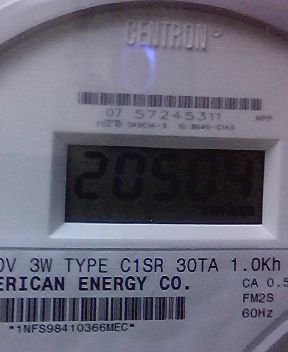 CENTRON®
07 57245311
HPP
20504
0V 3W TYPE C1SR 30TA 1.0Kh
ERICAN ENERGY CO.
CA 0.5
FM2S
60Hz
*1NFS98410366MEC*